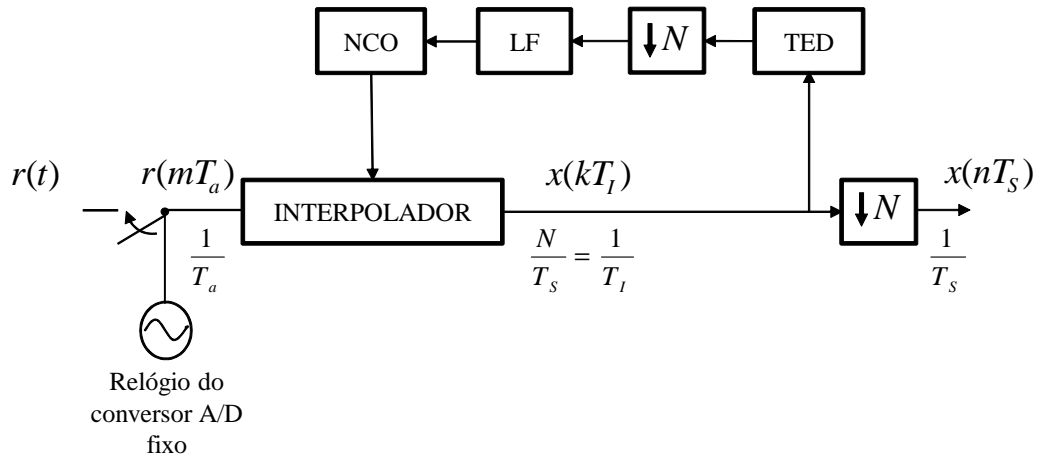 NCO
LF
↓N
TED
r(t)
r(mT_a)
INTERPOLADOR
x(kT_I)
↓N
x(nT_S)
1/T_a
N/T_S = 1/T_I
1/T_S
Relógio do
conversor A/D
fixo